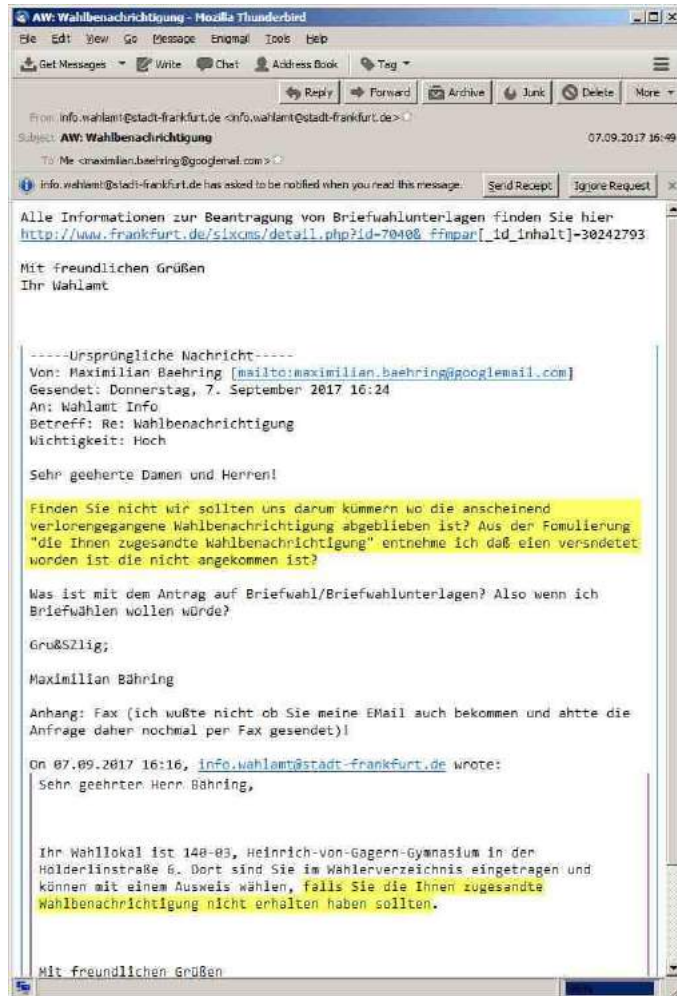 AW: Wahlbenachrichtigung - Mozilla Thunderbird
File Edit View Go Message Enigmail Tools Help
Get Messages Write Chat Address Book Tag
Reply Forward Archive Junk Delete More
From info.wahlamt@stadt-frankfurt.de <info.wahlamt@stadt-frankfurt.de>
Subject AW: Wahlbenachrichtigung 07.09.2017 16:49
To Me <maximilian.baehring@googlemail.com>
info.wahlamt@stadt-frankfurt.de has asked to be notified when you read this message. Send Receipt Ignore Request
Alle Informationen zur Beantragung von Briefwahlunterlagen finden Sie hier
http://www.frankfurt.de/sixcms/detail.php?id=7040&_ffmpar[_id_inhalt]=30242793
Mit freundlichen Grüßen
Ihr Wahlamt
-----Ursprüngliche Nachricht-----
Von: Maximilian Baehring [mailto:maximilian.baehring@googlemail.com]
Gesendet: Donnerstag, 7. September 2017 16:24
An: Wahlamt Info
Betreff: Re: Wahlbenachrichtigung
Wichtigkeit: Hoch
Sehr geeherte Damen und Herren!
Finden Sie nicht wir sollten uns darum kümmern wo die anscheinend
verlorengegangene Wahlbenachrichtigung abgeblieben ist? Aus der Fomulierung
"die Ihnen zugesandte Wahlbenachrichtigung" entnehme ich daß eien versndetet
worden ist die nicht angekommen ist?
Was ist mit dem Antrag auf Briefwahl/Briefwahlunterlagen? Also wenn ich
Briefwählen wollen würde?
Gru&SZlig;
Maximilian Bähring
Anhang: Fax (ich wußte nicht ob Sie meine EMail auch bekommen und ahtte die
Anfrage daher nochmal per Fax gesendet)!
On 07.09.2017 16:16, info.wahlamt@stadt-frankfurt.de wrote:
Sehr geehrter Herr Bähring,
Ihr Wahllokal ist 140-03, Heinrich-von-Gagern-Gymnasium in der
Hölderlinstraße 6. Dort sind Sie im Wählerverzeichnis eingetragen und
können mit einem Ausweis wählen, falls Sie die Ihnen zugesandte
Wahlbenachrichtigung nicht erhalten haben sollten.
Mit freundlichen Grüßen